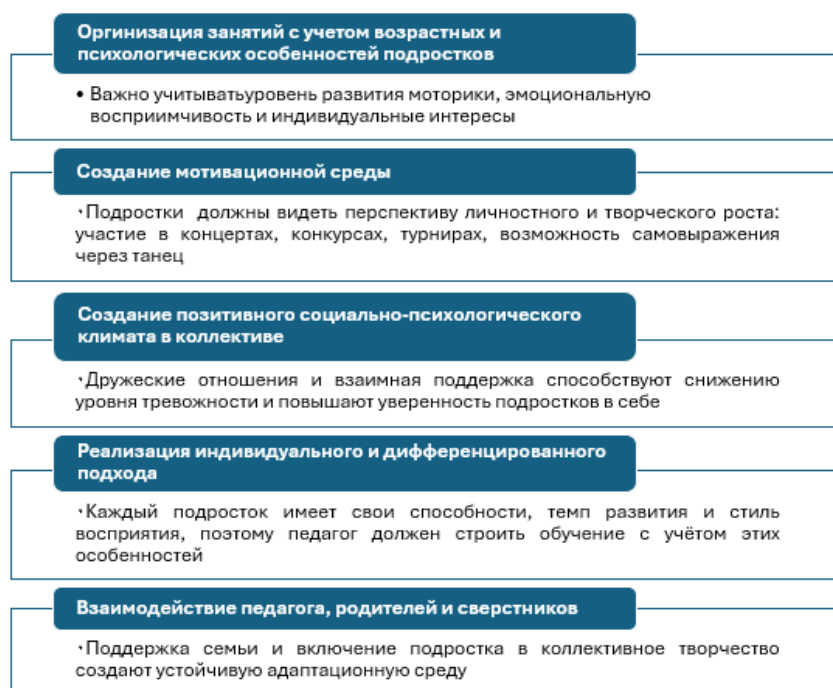 Оргинизация занятий с учетом возрастных и
психологических особенностей подростков
• Важно учитыватьуровень развития моторики, эмоциональную
восприимчивость и индивидуальные интересы
Создание мотивационной среды
·Подростки должны видеть перспективу личностного и творческого роста:
участие в концертах, конкурсах, турнирах, возможность самовыражения
через танец
Создание позитивного социально-психологического
климата в коллективе
·Дружеские отношения и взаимная поддержка способствуют снижению
уровня тревожности и повышают уверенность подростков в себе
Реализация индивидуального и дифференцированного
подхода
·Каждый подросток имеет свои способности, темп развития и стиль
восприятия, поэтому педагог должен строить обучение с учётом этих
особенностей
Взаимодействие педагога, родителей и сверстников
·Поддержка семьи и включение подростка в коллективное творчество
создают устойчивую адаптационную среду